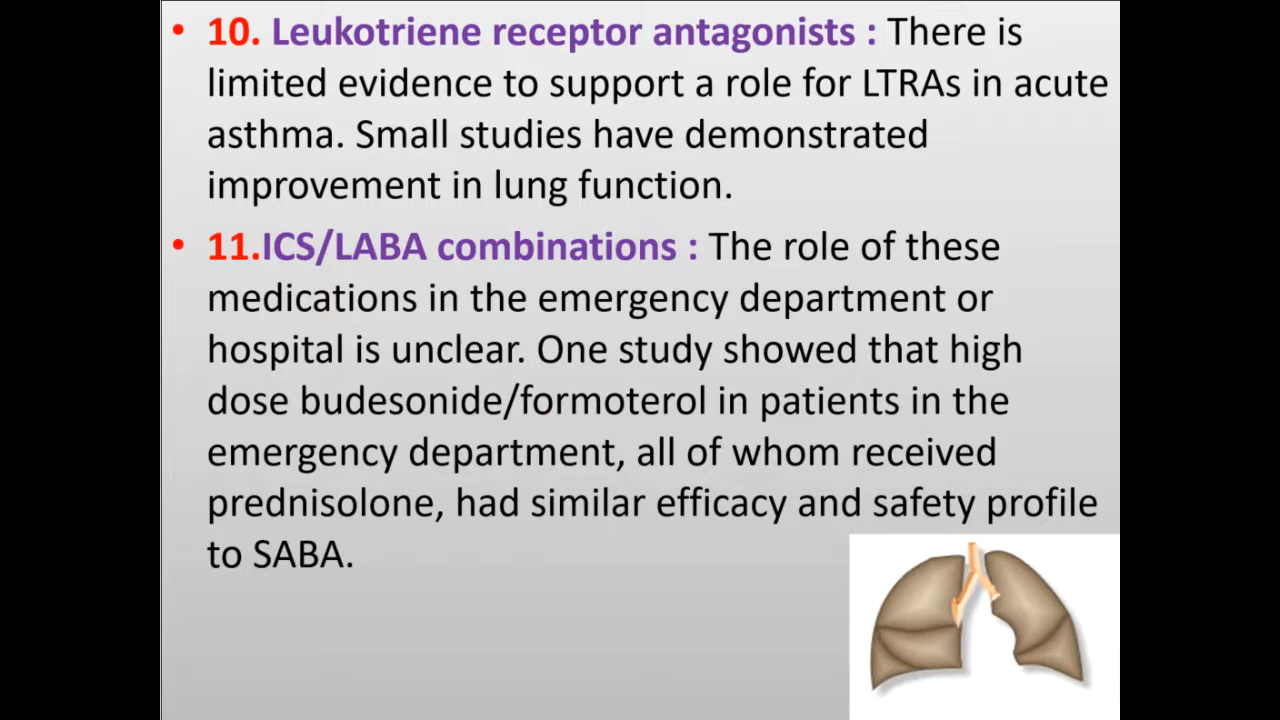 • 10. Leukotriene receptor antagonists : There is
limited evidence to support a role for LTRAs in acute
asthma. Small studies have demonstrated
improvement in lung function.
• 11.ICS/LABA combinations : The role of these
medications in the emergency department or
hospital is unclear. One study showed that high
dose budesonide/formoterol in patients in the
emergency department, all of whom received
prednisolone, had similar efficacy and safety profile
to SABA.